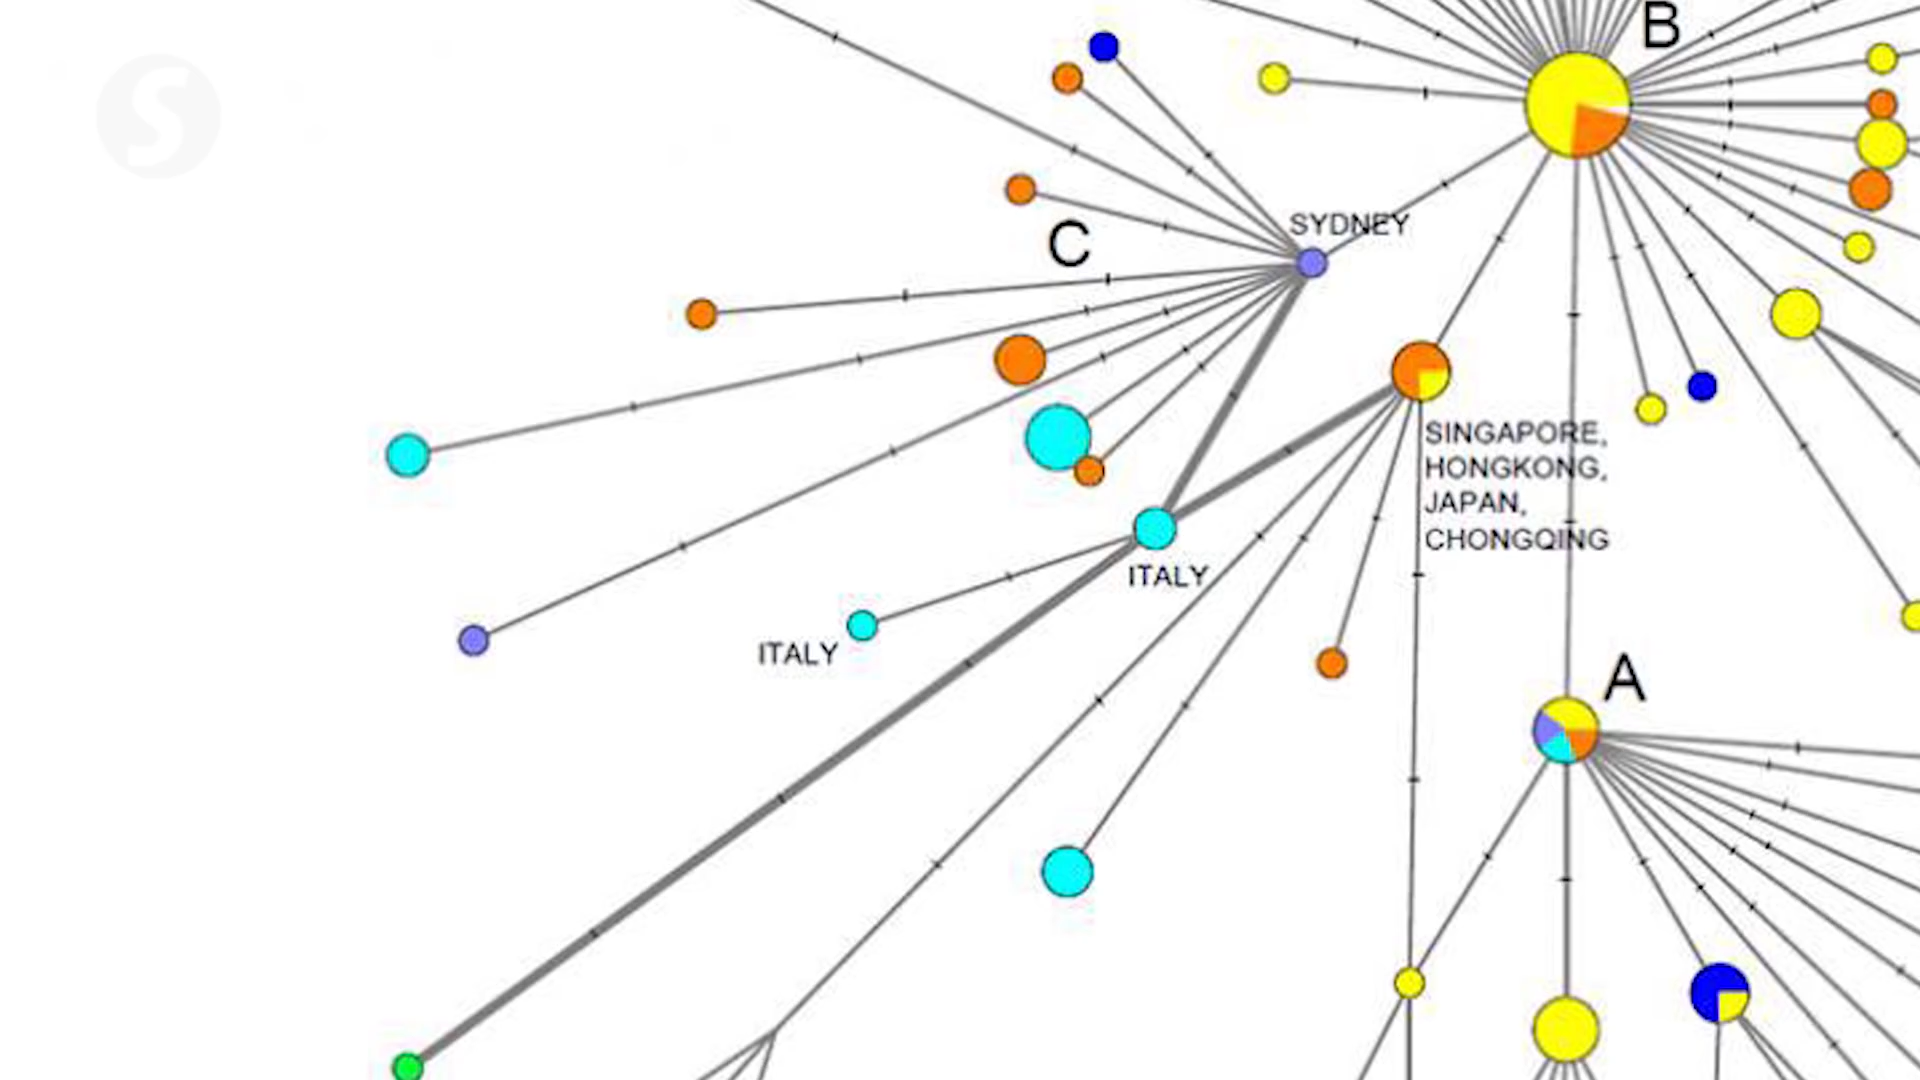 S
B
SYDNEY
C
SINGAPORE,
HONGKONG,
JAPAN,
CHONGQING
ITALY
ITALY
A